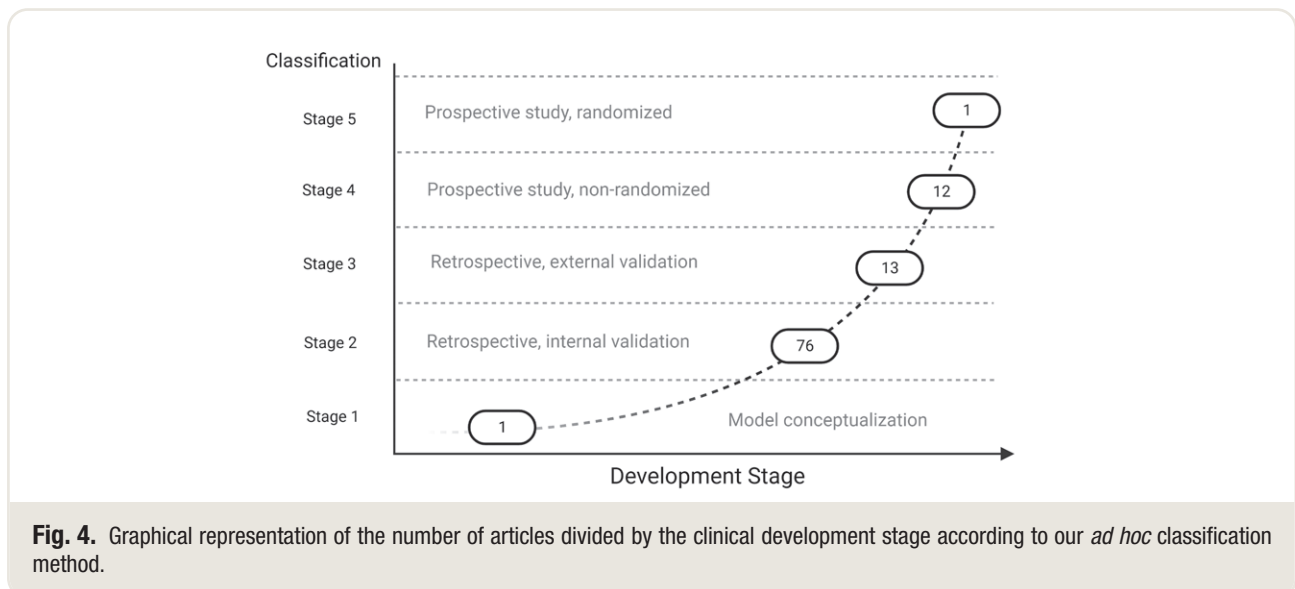 Classification
Stage 5
Prospective study, randomized
1
Stage 4
Prospective study, non-randomized
12
Stage 3
Retrospective, external validation
13
Stage 2
Retrospective, internal validation
76
Stage 1
1
Model conceptualization
Development Stage
Fig. 4. Graphical representation of the number of articles divided by the clinical development stage according to our ad hoc classification
method.